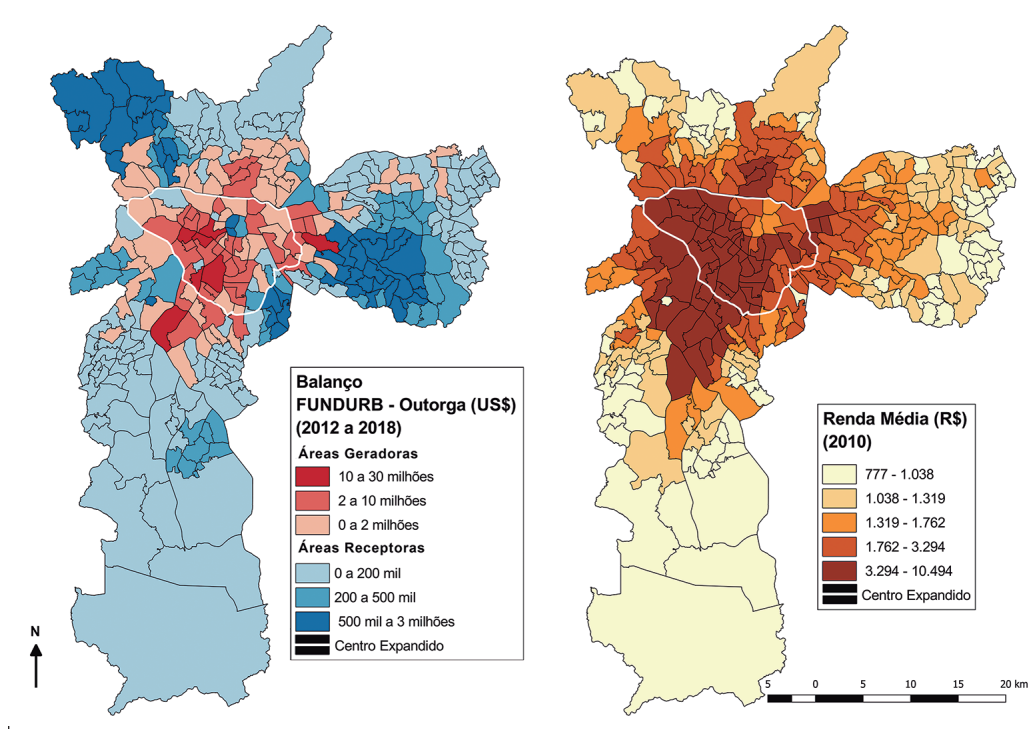 Balanço
FUNDURB - Outorga (US$)
(2012 a 2018)
Áreas Geradoras
10 a 30 milhões
2 a 10 milhões
0 a 2 milhões
Áreas Receptoras
0 a 200 mil
200 a 500 mil
500 mil a 3 milhões
Centro Expandido
N
Renda Média (R$)
(2010)
777 - 1.038
1.038 - 1.319
1.319 - 1.762
1.762 - 3.294
3.294 - 10.494
Centro Expandido
5 0 5 10 15 20 km